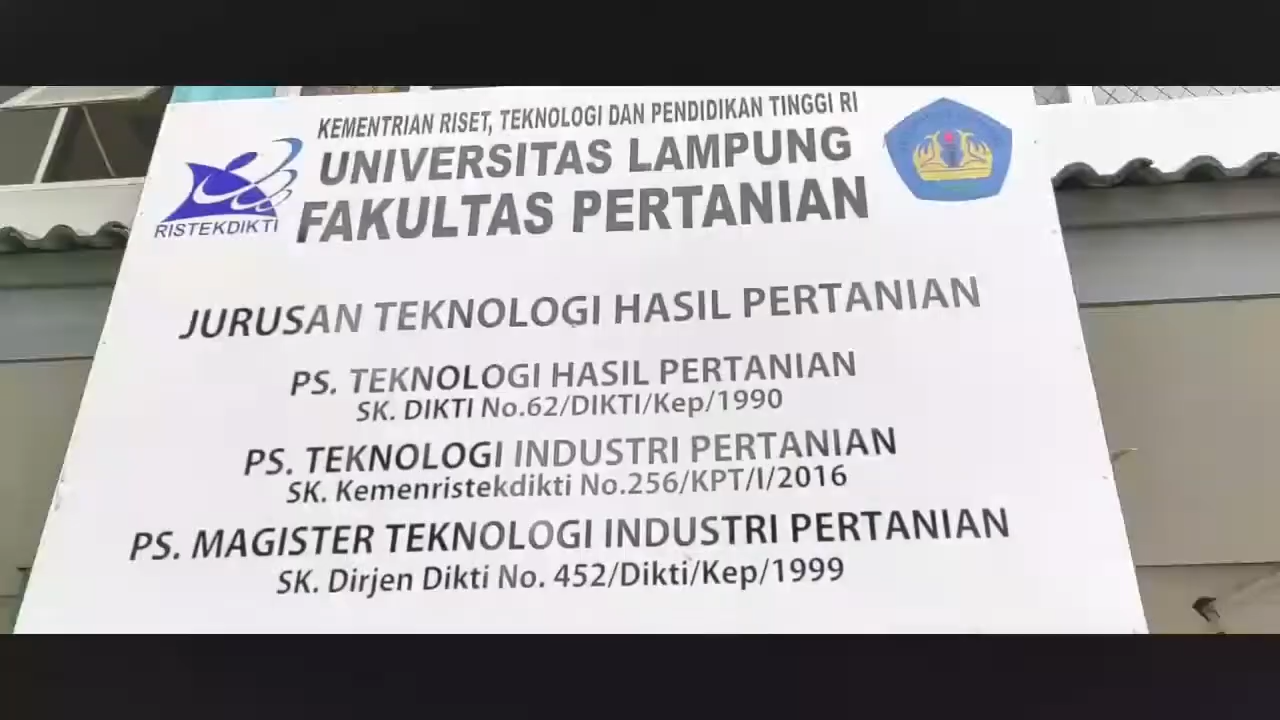 KEMENTRIAN RISET, TEKNOLOGI DAN PENDIDIKAN TINGGI RI
UNIVERSITAS LAMPUNG
FAKULTAS PERTANIAN
RISTEKDIKTI
JURUSAN TEKNOLOGI HASIL PERTANIAN
PS. TEKNOLOGI HASIL PERTANIAN
SK. DIKTI No.62/DIKTI/Kep/1990
PS. TEKNOLOGI INDUSTRI PERTANIAN
SK. Kemenristekdikti No.256/KPT/I/2016
PS. MAGISTER TEKNOLOGI INDUSTRI PERTANIAN
SK. Dirjen Dikti No. 452/Dikti/Kep/1999